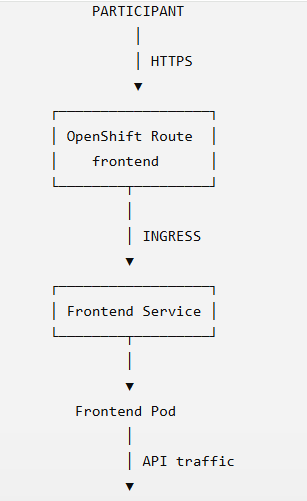 PARTICIPANT
HTTPS
OpenShift Route
frontend
INGRESS
Frontend Service
Frontend Pod
API traffic